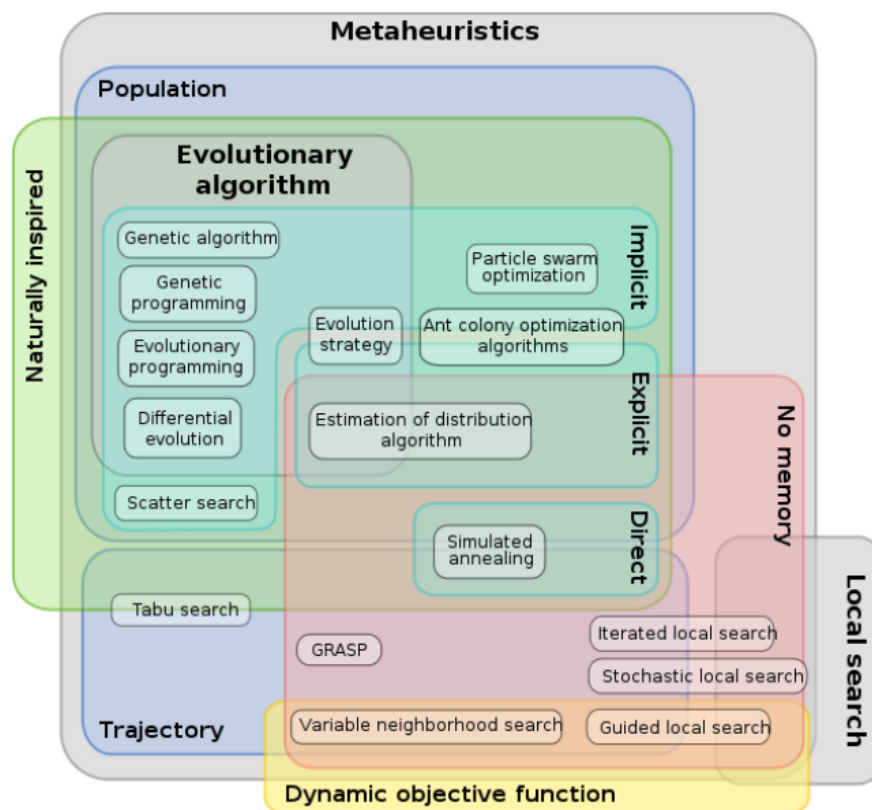 Metaheuristics
Population
Naturally inspired
Evolutionary
algorithm
Implicit
Genetic algorithm
Particle swarm
optimization
Genetic
programming
Evolution
strategy
Ant colony optimization
algorithms
Evolutionary
programming
Explicit
Differential
evolution
Estimation of distribution
algorithm
No memory
Scatter search
Direct
Simulated
annealing
Local search
Tabu search
GRASP
Iterated local search
Stochastic local search
Trajectory
Variable neighborhood search
Guided local search
Dynamic objective function